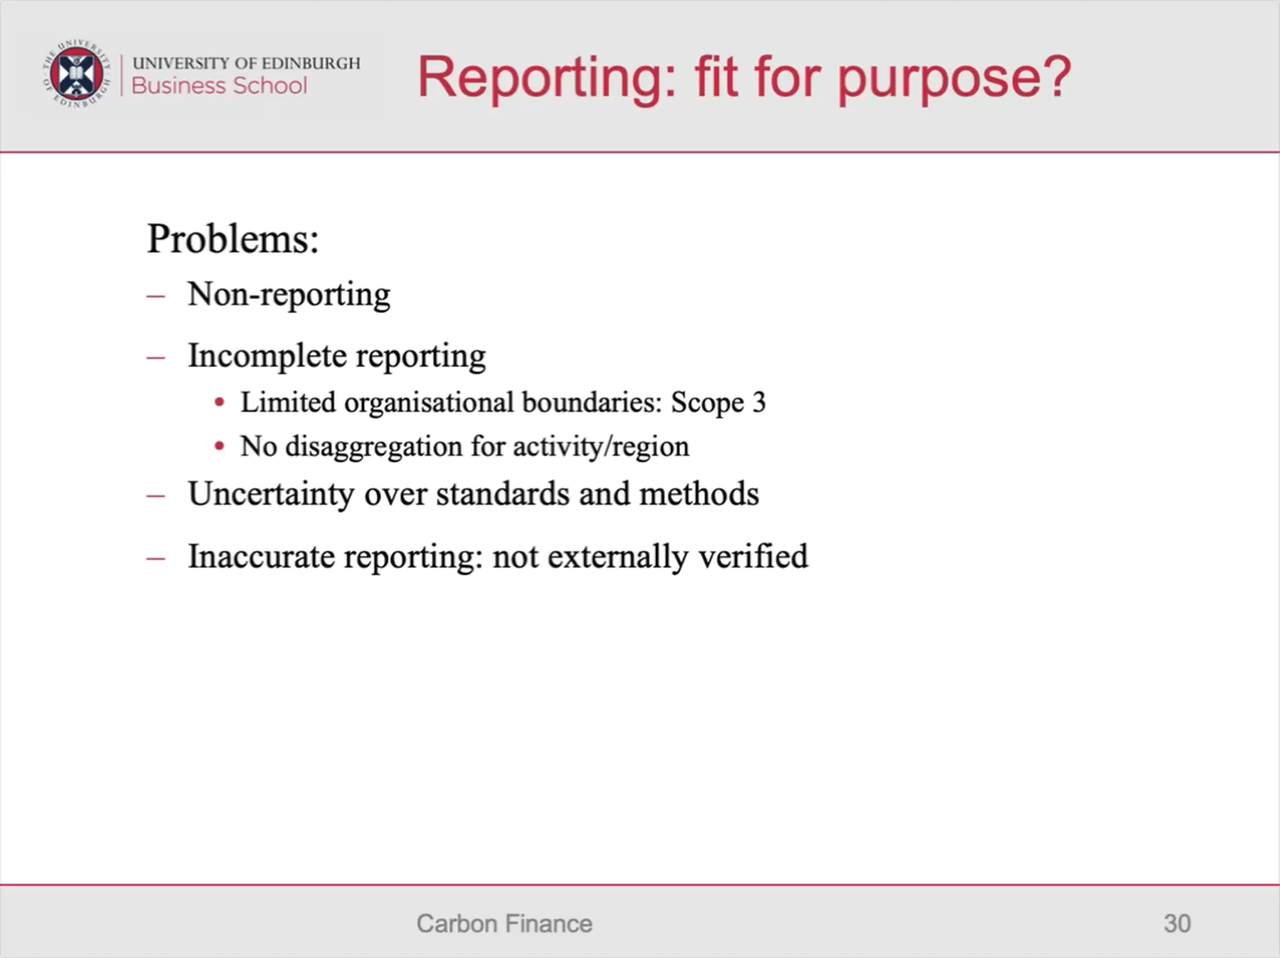 THE UNIVERSITY OF EDINBURGH
UNIVERSITY OF EDINBURGH
Business School
Reporting: fit for purpose?
Problems:
– Non-reporting
– Incomplete reporting
• Limited organisational boundaries: Scope 3
• No disaggregation for activity/region
– Uncertainty over standards and methods
– Inaccurate reporting: not externally verified
Carbon Finance
30